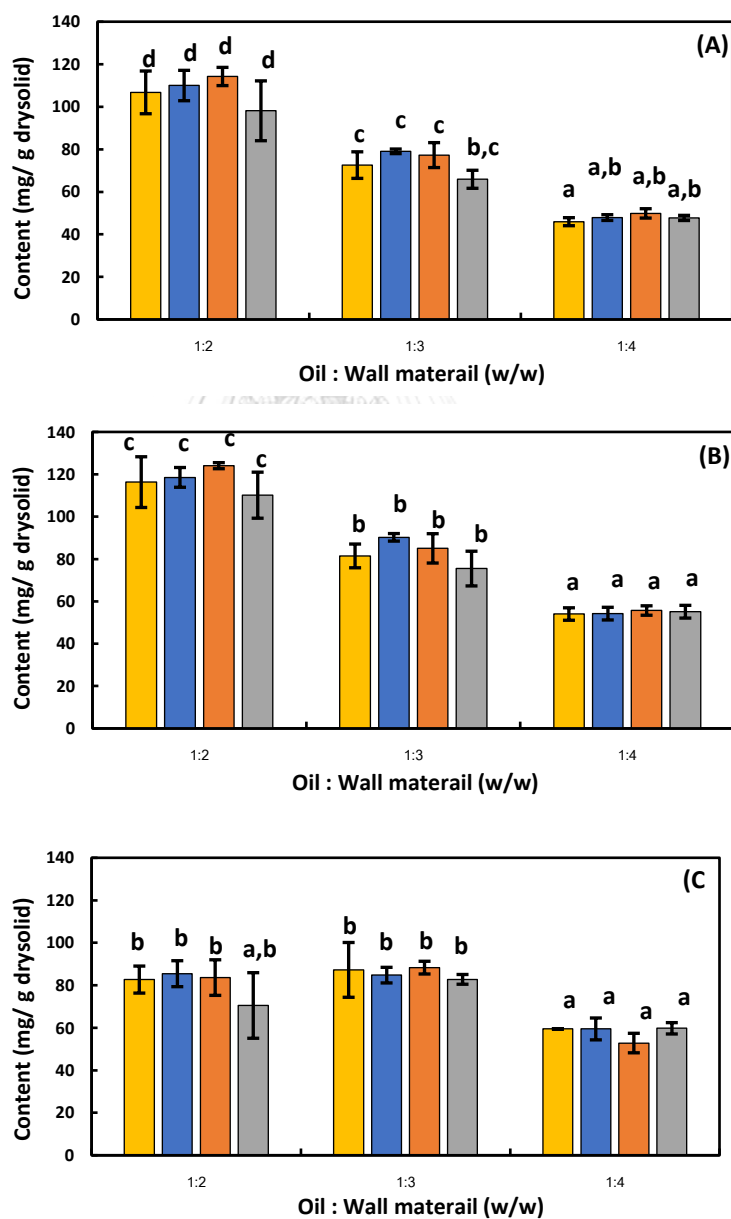 (A)
140
120
100
80
60
40
20
0
Content (mg/ g drysolid)
d d d d
c c c b,c
a a,b a,b a,b
1:2 1:3 1:4
Oil : Wall materail (w/w)
(B)
140
120
100
80
60
40
20
0
Content (mg/ g drysolid)
c c c c
b b b b
a a a a
1:2 1:3 1:4
Oil : Wall materail (w/w)
(C
140
120
100
80
60
40
20
0
Content (mg/ g drysolid)
b b b a,b
b b b b
a a a a
1:2 1:3 1:4
Oil : Wall materail (w/w)